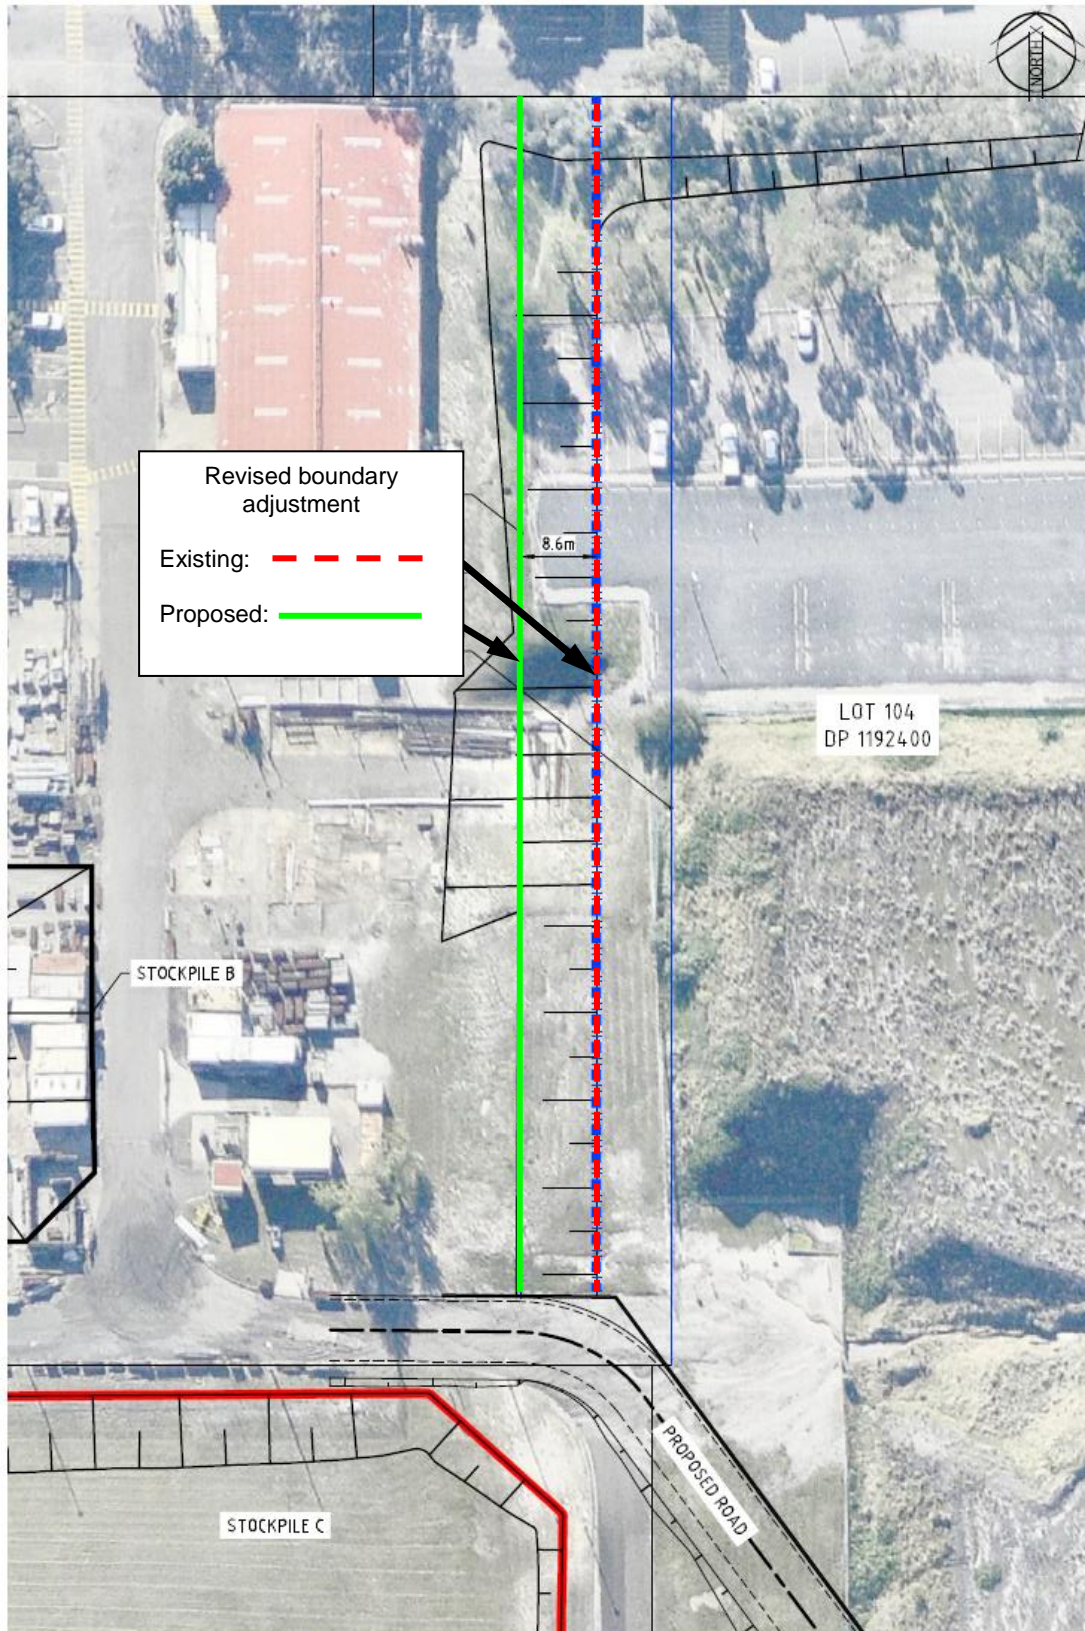 NORTH
Revised boundary
adjustment
Existing:
Proposed:
8.6m
LOT 104
DP 1192400
STOCKPILE B
PROPOSED ROAD
STOCKPILE C